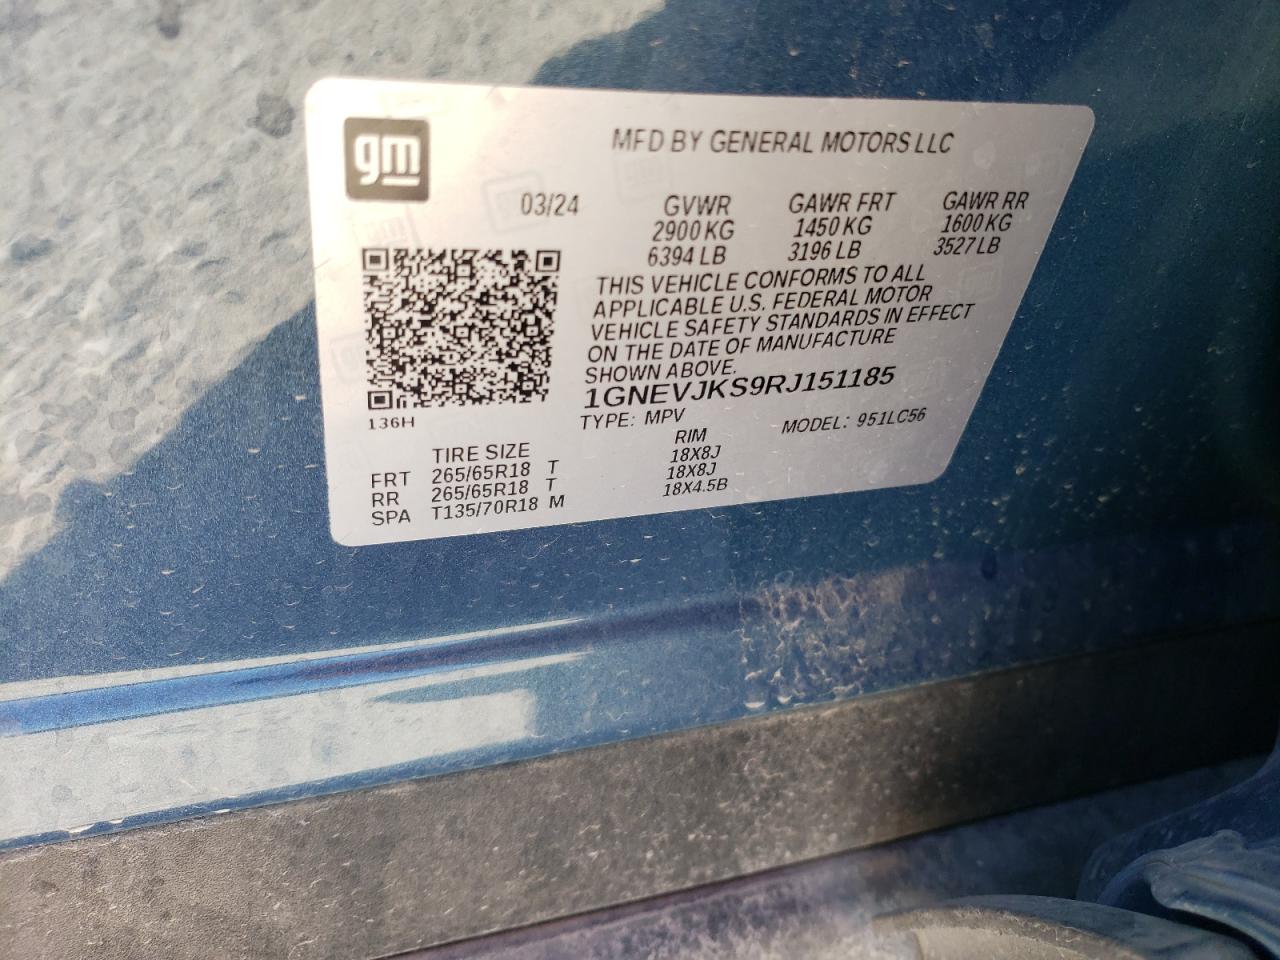 gm
MFD BY GENERAL MOTORS LLC
03/24 GVWR GAWR FRT GAWR RR
2900 KG 1450 KG 1600 KG
6394 LB 3196 LB 3527 LB
THIS VEHICLE CONFORMS TO ALL
APPLICABLE U.S. FEDERAL MOTOR
VEHICLE SAFETY STANDARDS IN EFFECT
ON THE DATE OF MANUFACTURE
SHOWN ABOVE.
1GNEVJKS9RJ151185
136H
TYPE: MPV MODEL: 951LC56
TIRE SIZE RIM
FRT 265/65R18 T 18X8J
RR 265/65R18 T 18X8J
SPA T135/70R18 M 18X4.5B